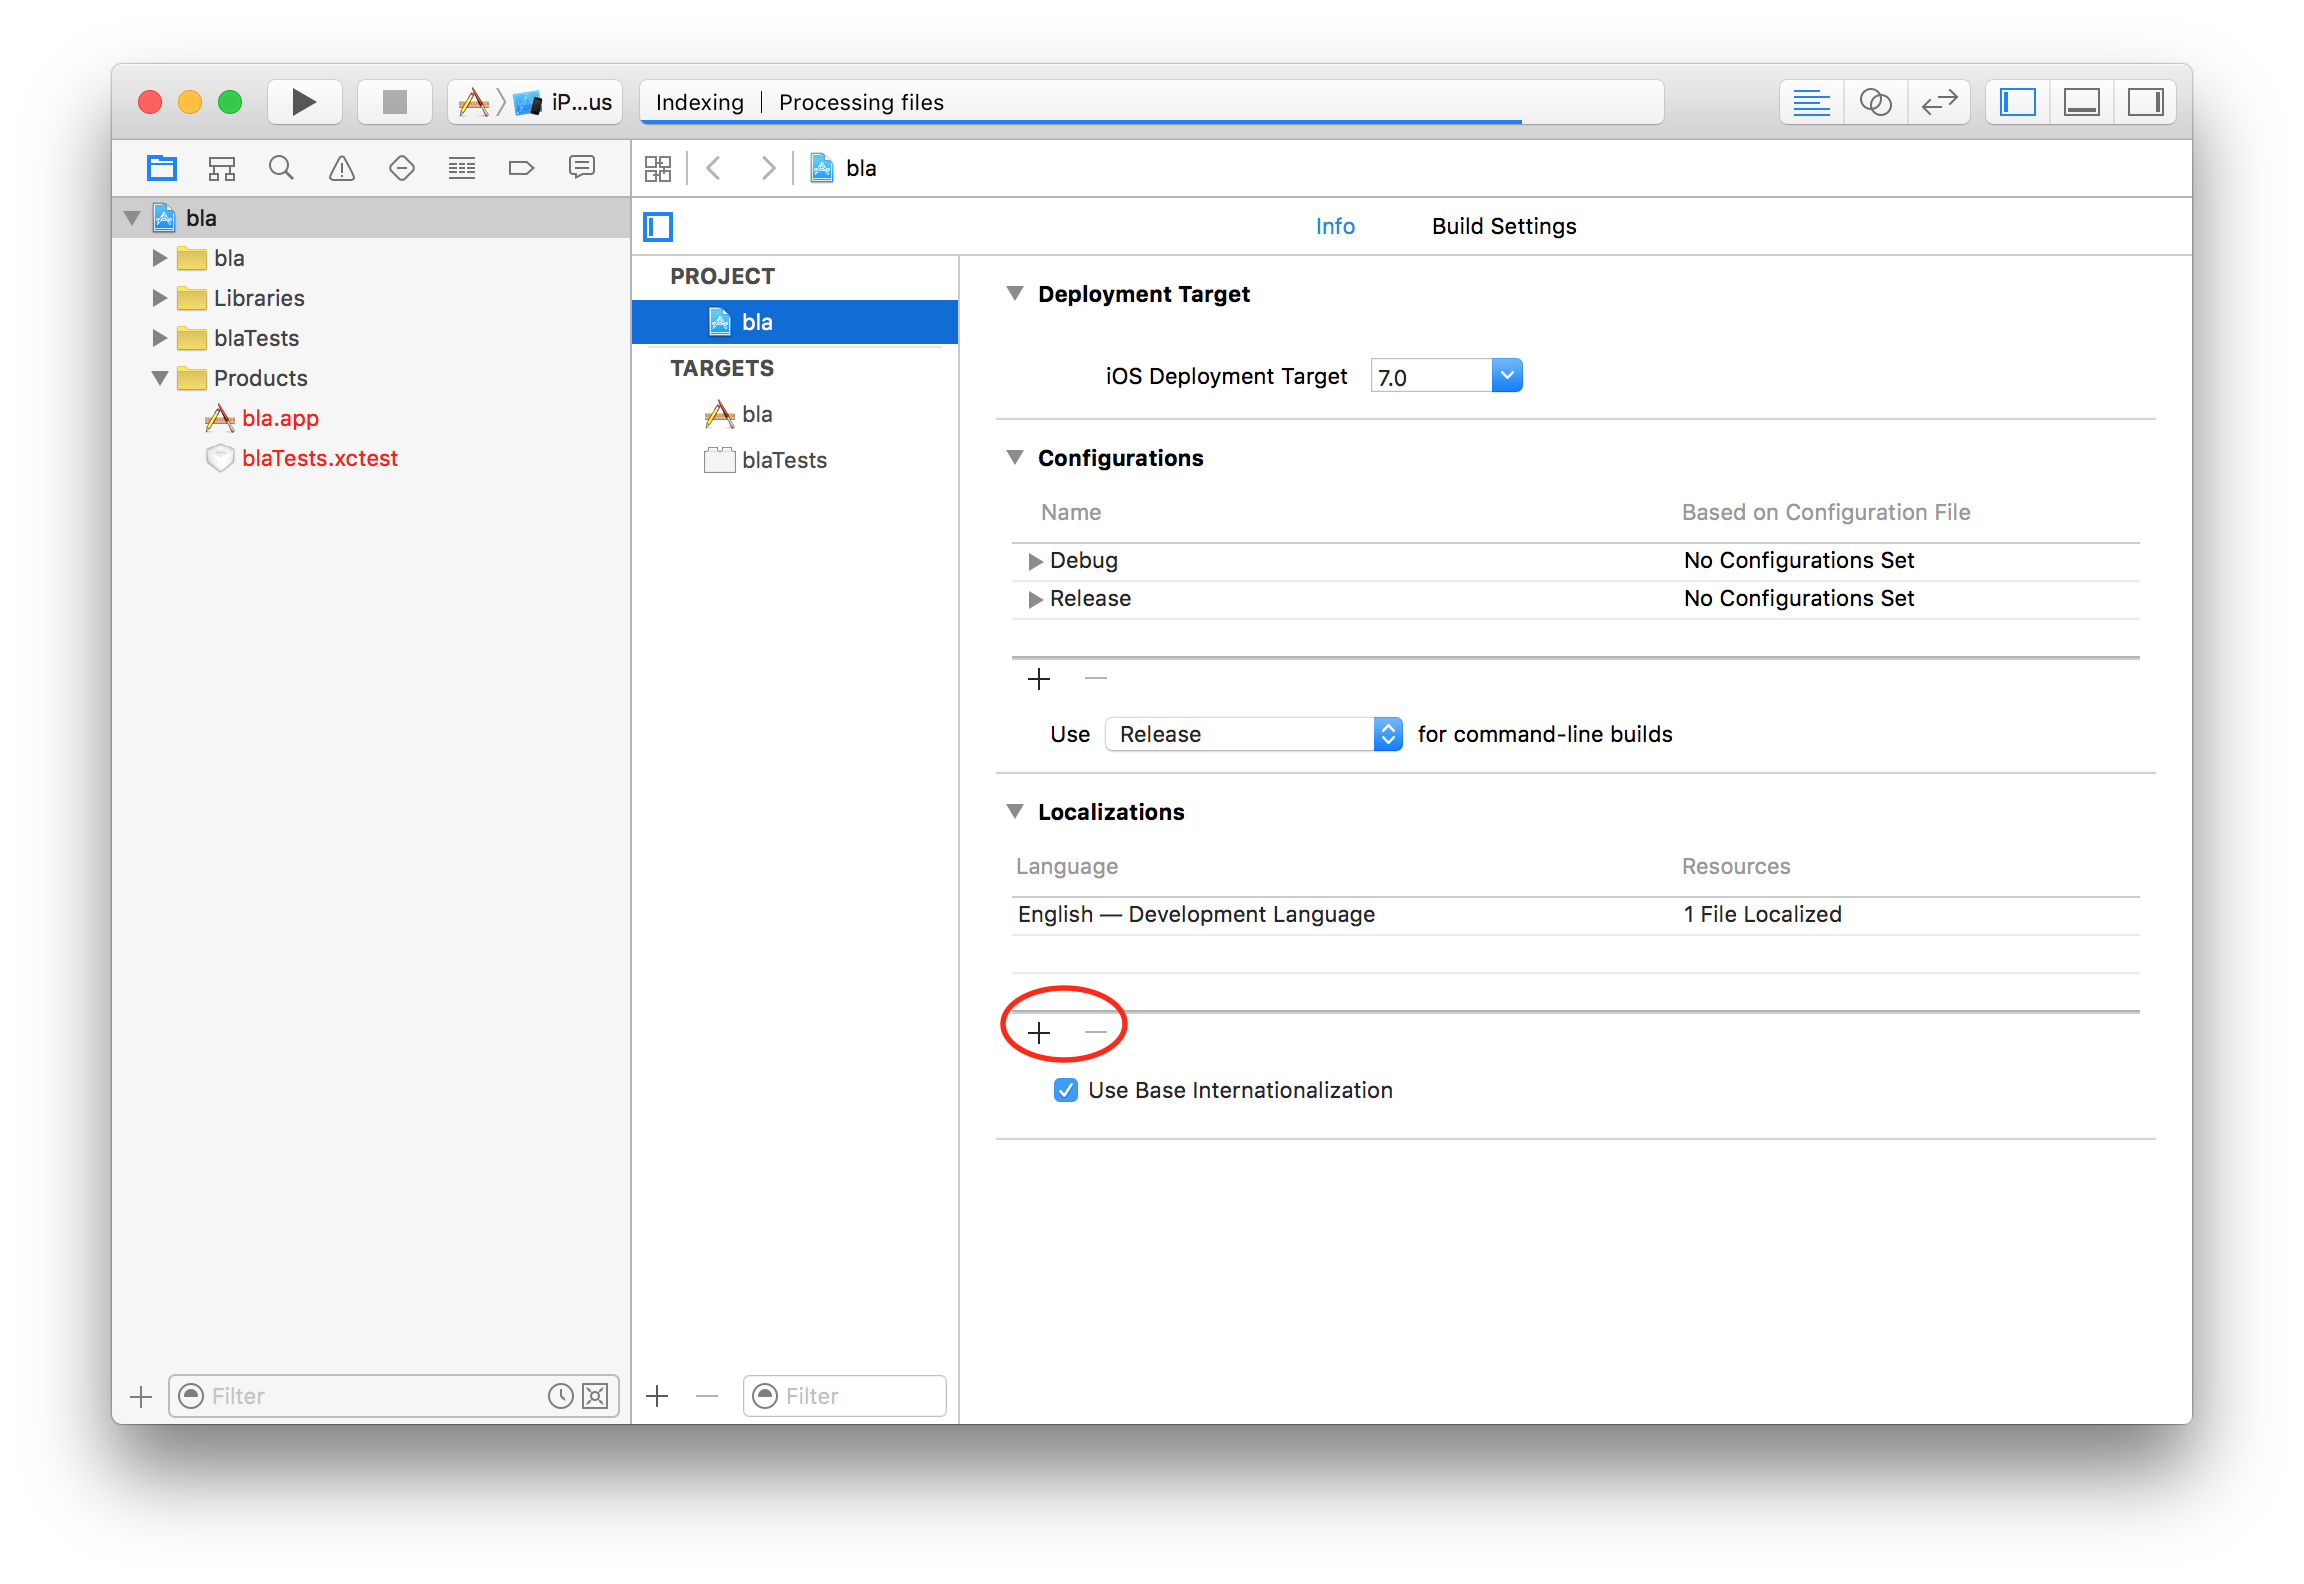 iP...us
Indexing | Processing files
bla
bla
bla
Libraries
blaTests
Products
bla.app
blaTests.xctest
Filter
Info
Build Settings
PROJECT
bla
TARGETS
bla
blaTests
Filter
Deployment Target
iOS Deployment Target 7.0
Configurations
Name Based on Configuration File
Debug No Configurations Set
Release No Configurations Set
Use Release for command-line builds
Localizations
Language Resources
English — Development Language 1 File Localized
Use Base Internationalization